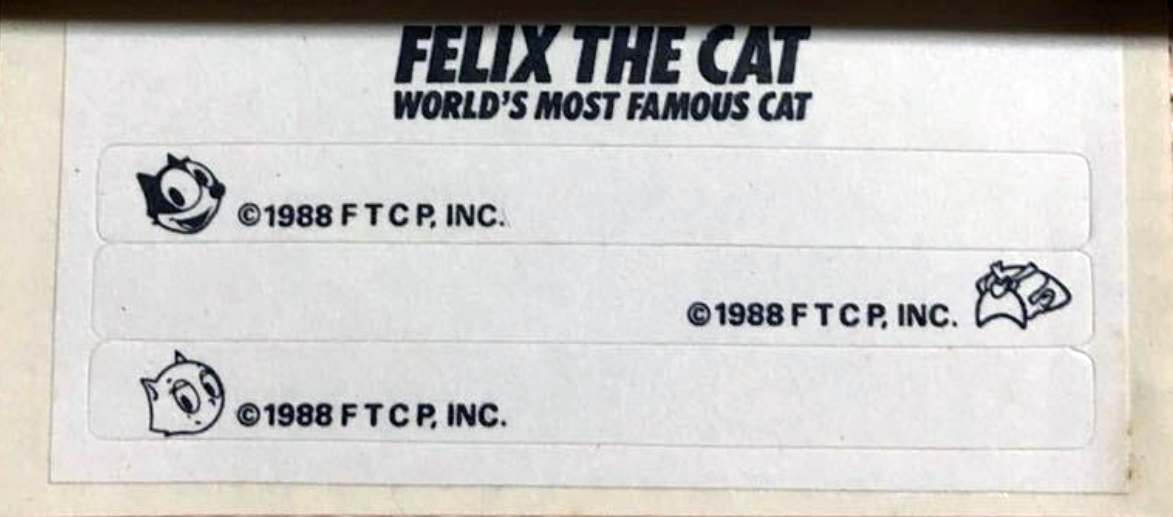 FELIX THE CAT
WORLD'S MOST FAMOUS CAT
©1988 F T C P, INC.
©1988 F T C P, INC.
©1988 F T C P, INC.